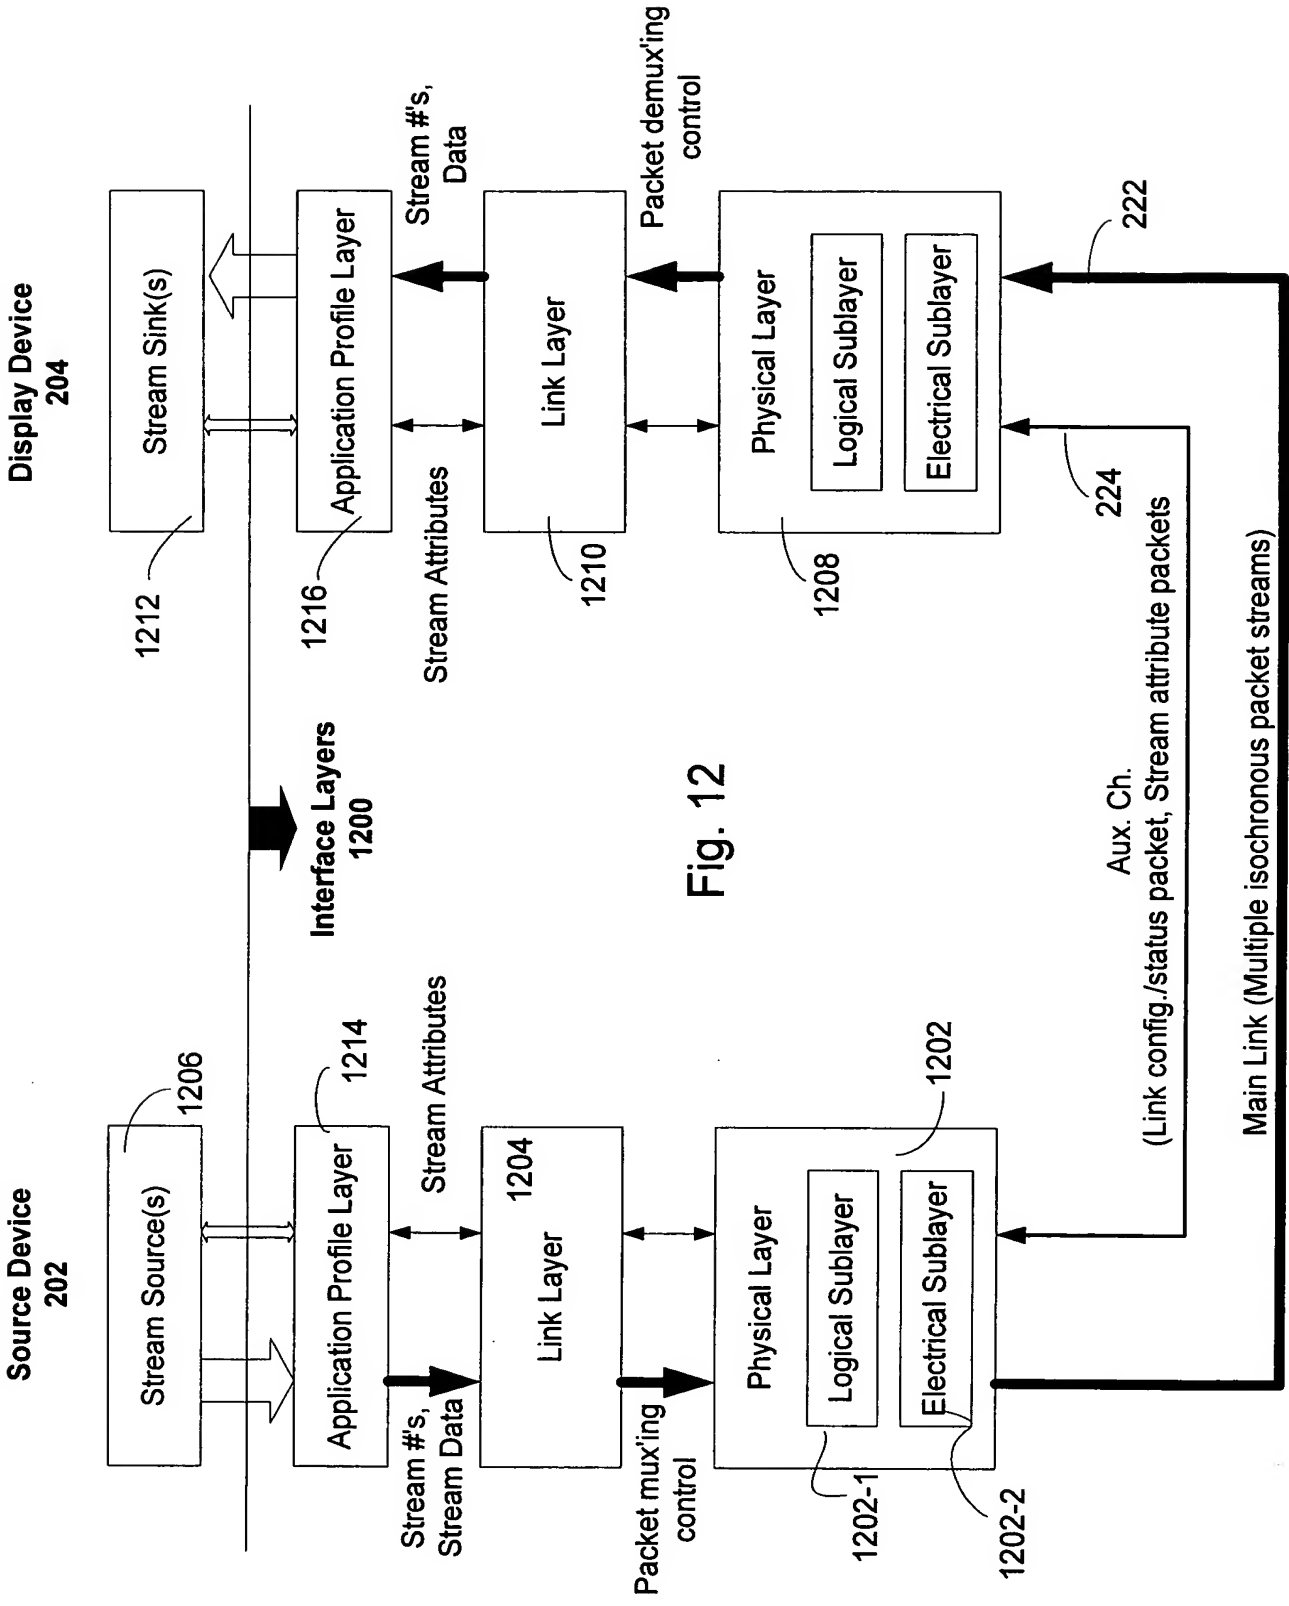 Source Device
202
Display Device
204
Stream Source(s)
1206
Stream Sink(s)
1212
Interface Layers
1200
Application Profile Layer
1214
Application Profile Layer
1216
Stream #'s,
Stream Data
Stream Attributes
Stream Attributes
Stream #'s,
Data
Link Layer
1204
Link Layer
1210
Packet mux'ing
control
Packet demux'ing
control
Physical Layer
1202
Logical Sublayer
1202-1
Electrical Sublayer
1202-2
Physical Layer
1208
Logical Sublayer
Electrical Sublayer
Fig. 12
224
222
Aux. Ch.
(Link config./status packet, Stream attribute packets
Main Link (Multiple isochronous packet streams)